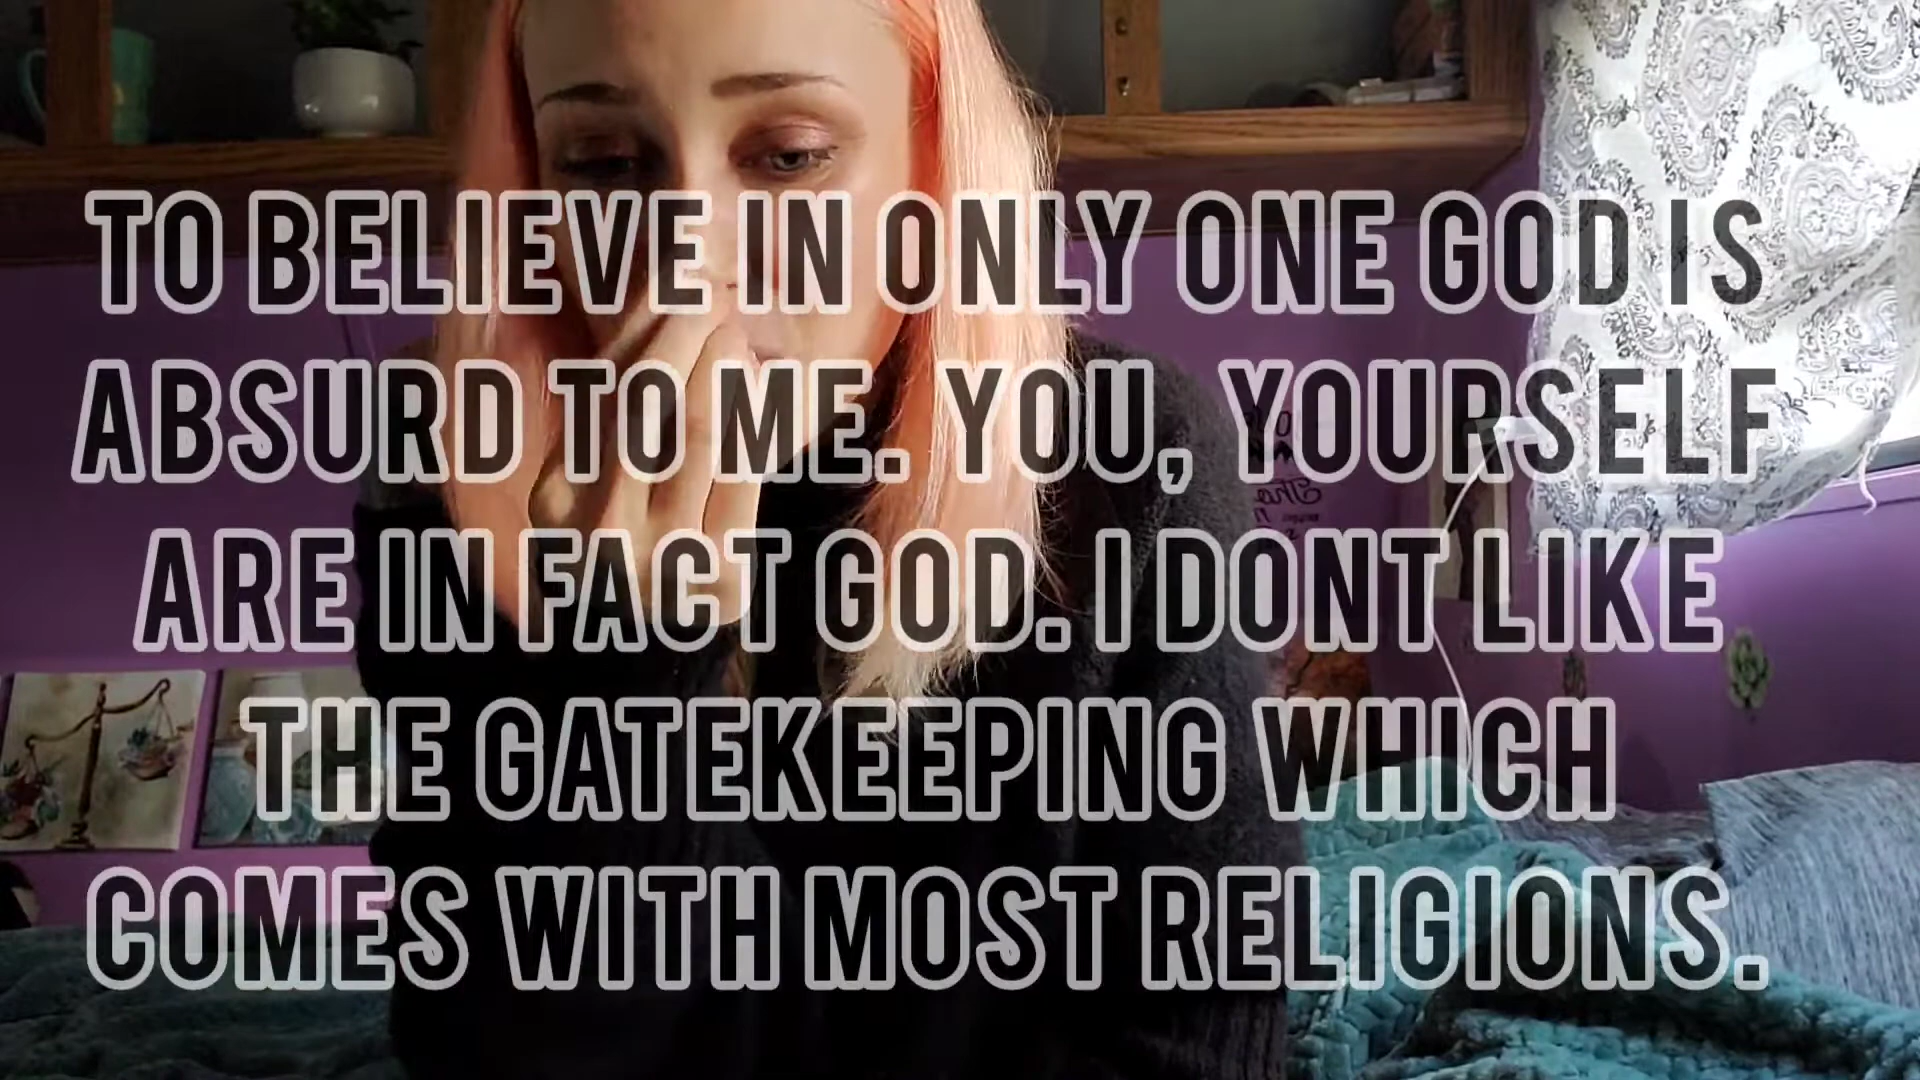 TO BELIEVE IN ONLY ONE GOD IS
ABSURD TO ME. YOU, YOURSELF
ARE IN FACT GOD. I DONT LIKE
THE GATEKEEPING WHICH
COMES WITH MOST RELIGIONS.